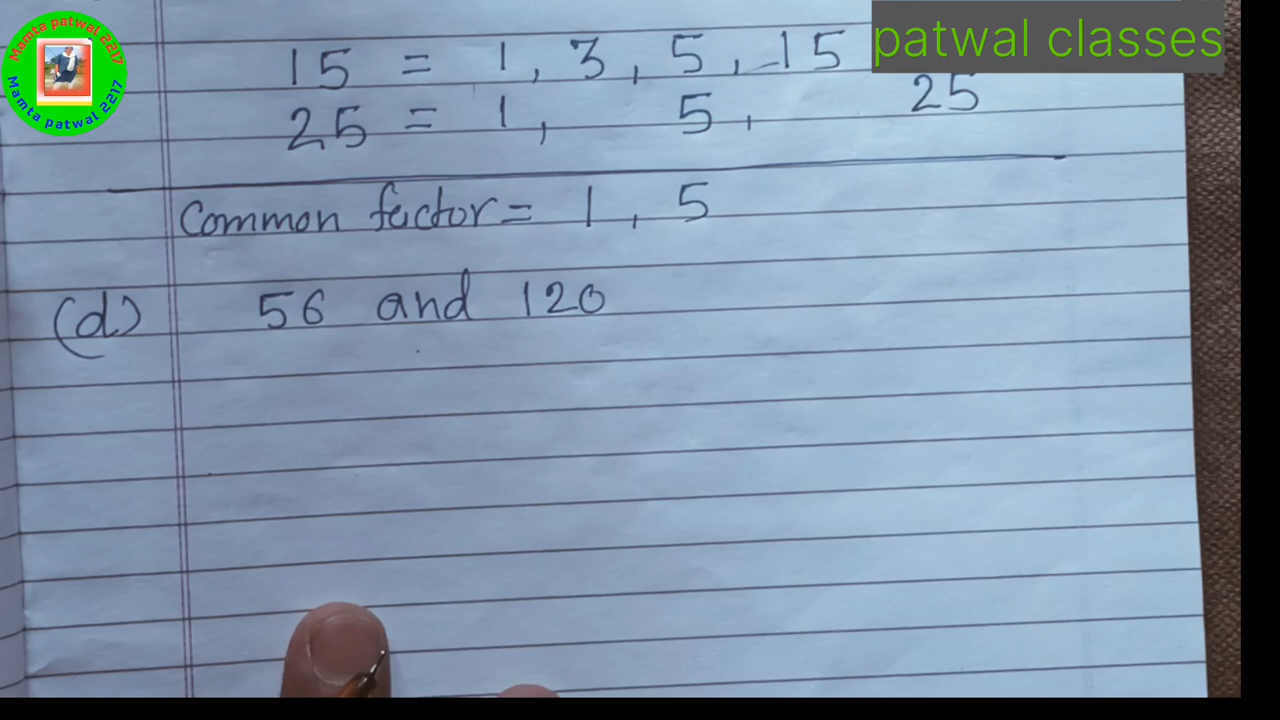 Mamta patwal 2217
Mamta patwal 2217
patwal classes
15 = 1, 3, 5, 15
25 = 1, 5, 25
Common factor = 1, 5
(d) 56 and 120